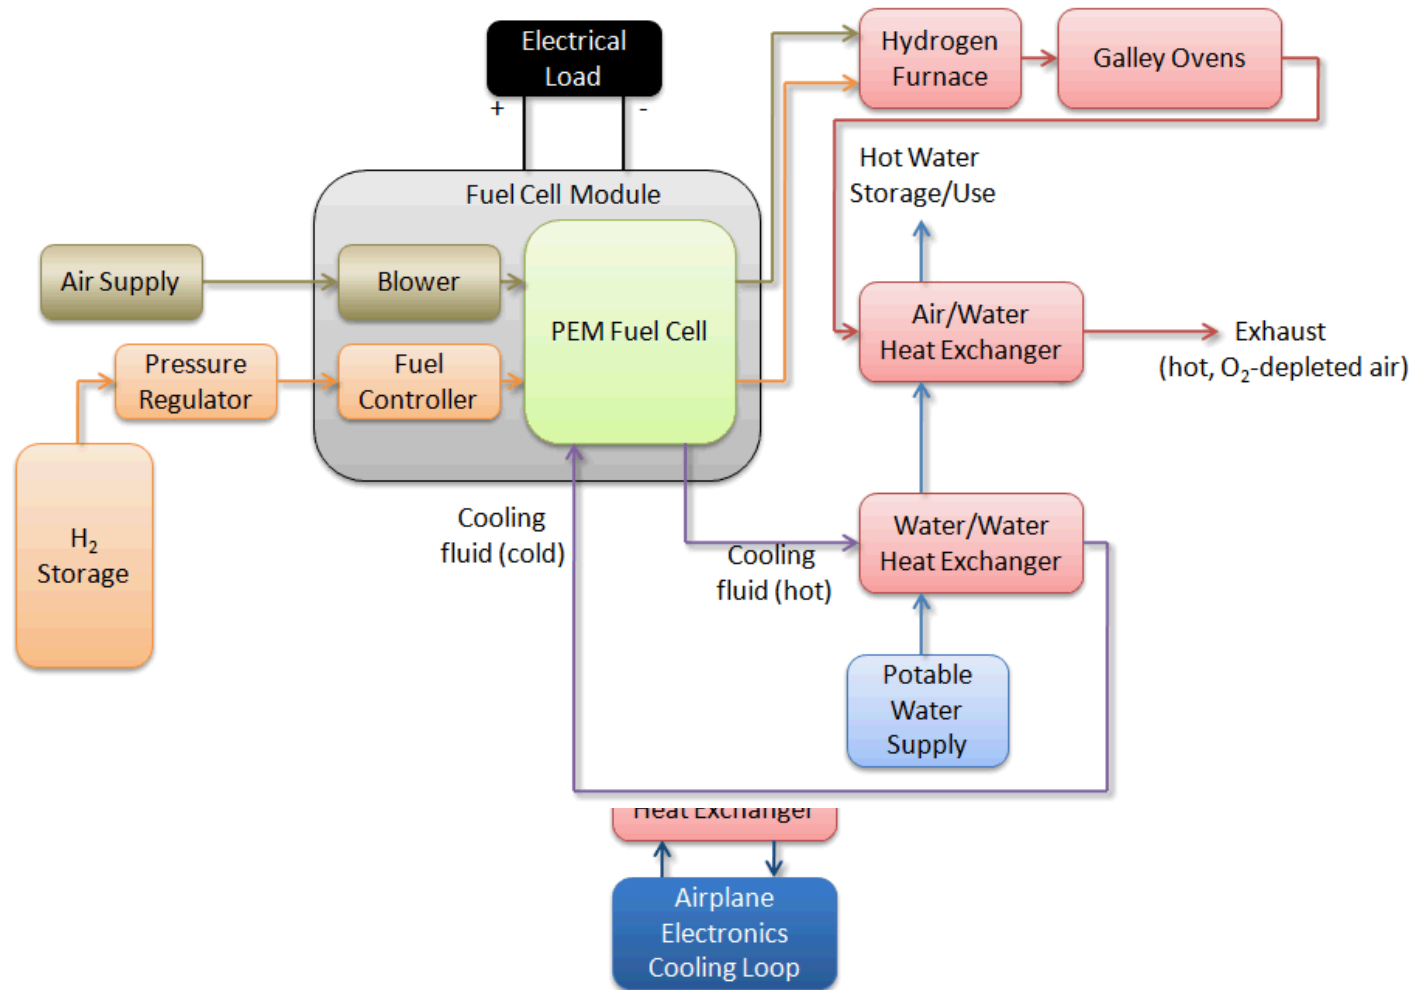 Electrical
Load
+
-
Hydrogen
Furnace
Galley Ovens
Hot Water
Storage/Use
Fuel Cell Module
Air Supply
Blower
PEM Fuel Cell
Air/Water
Heat Exchanger
Exhaust
(hot, O₂-depleted air)
Pressure
Regulator
Fuel
Controller
H₂
Storage
Cooling
fluid (cold)
Cooling
fluid (hot)
Water/Water
Heat Exchanger
Potable
Water
Supply
Heat Exchanger
Airplane
Electronics
Cooling Loop